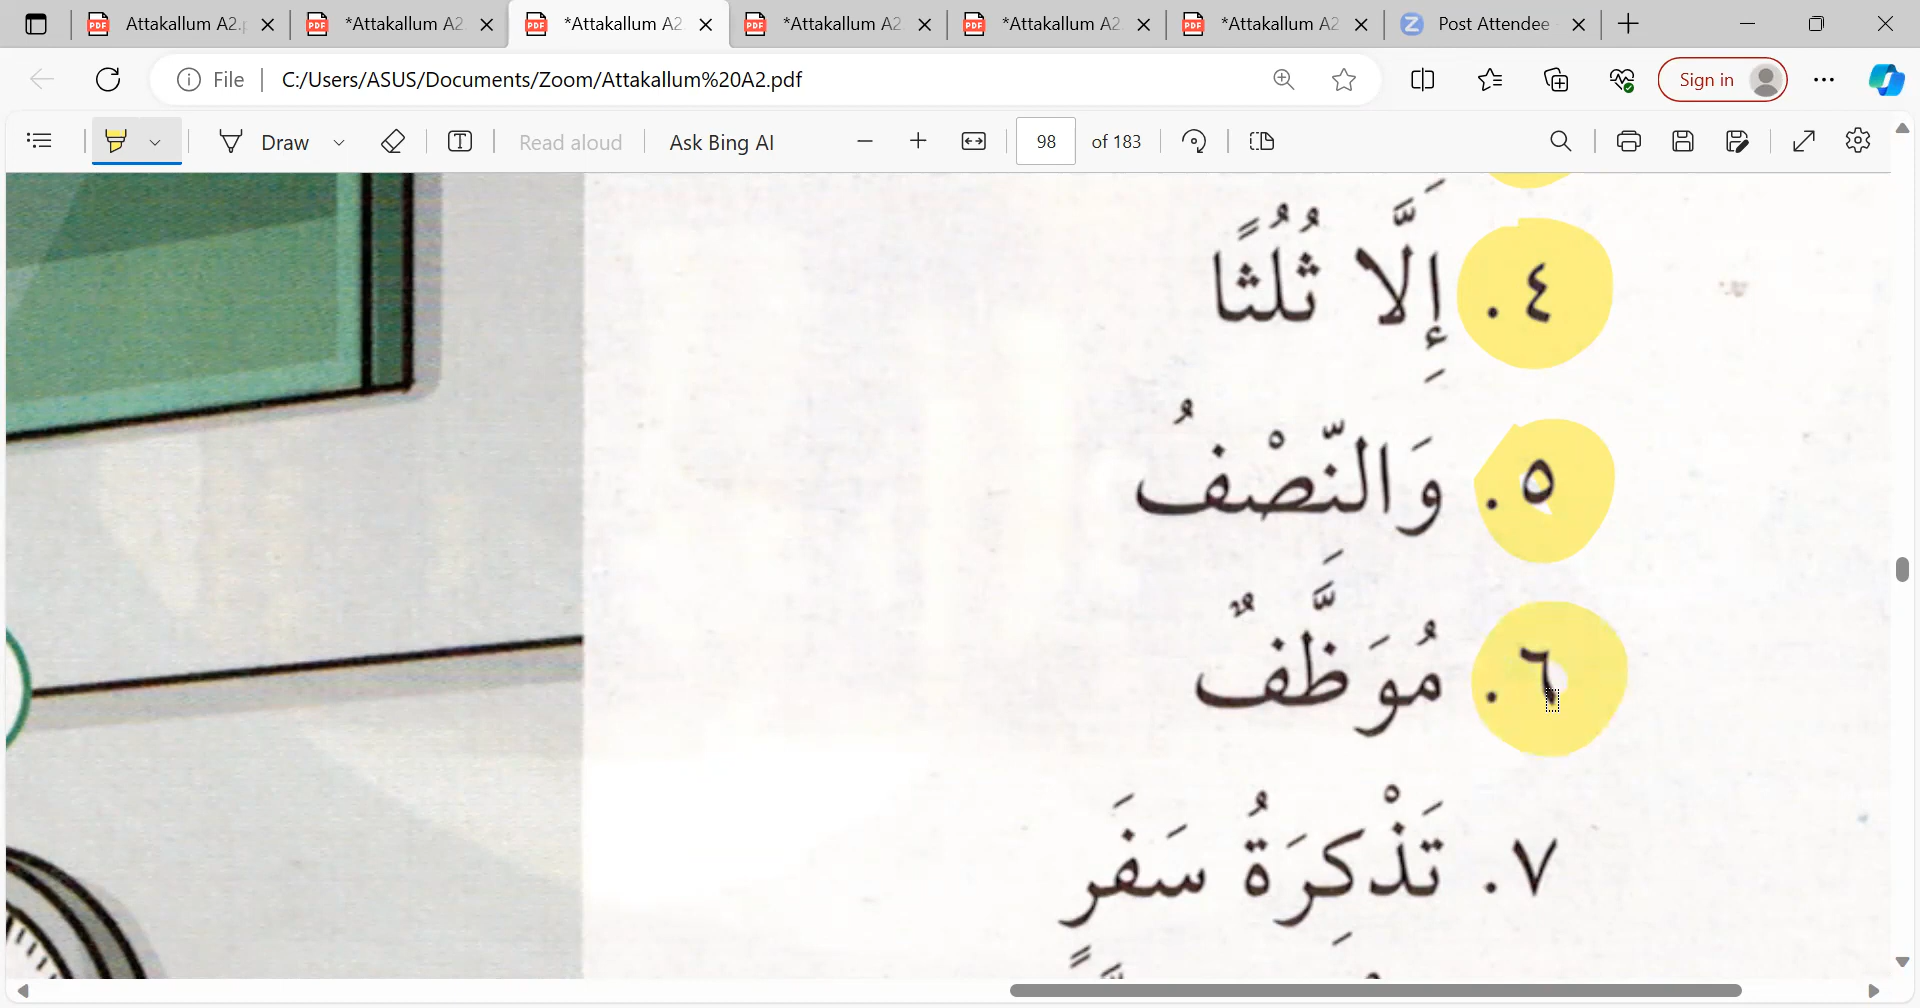 Attakallum A2.p
*Attakallum A2.
*Attakallum A2.
*Attakallum A2
*Attakallum A2.
*Attakallum A2
Post Attendee -
File
C:/Users/ASUS/Documents/Zoom/Attakallum%20A2.pdf
Sign in
Draw
Read aloud
Ask Bing AI
98
of 183
٤. إِلَّا ثُلُثًا
٥. وَالنِّصْفُ
٦. مُوَظَّفٌ
٧. تَذْكِرَةُ سَفَرٍ